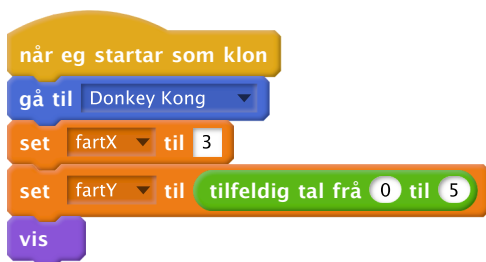 når eg startar som klon
gå til Donkey Kong
set fartX til 3
set fartY til tilfeldig tal frå 0 til 5
vis